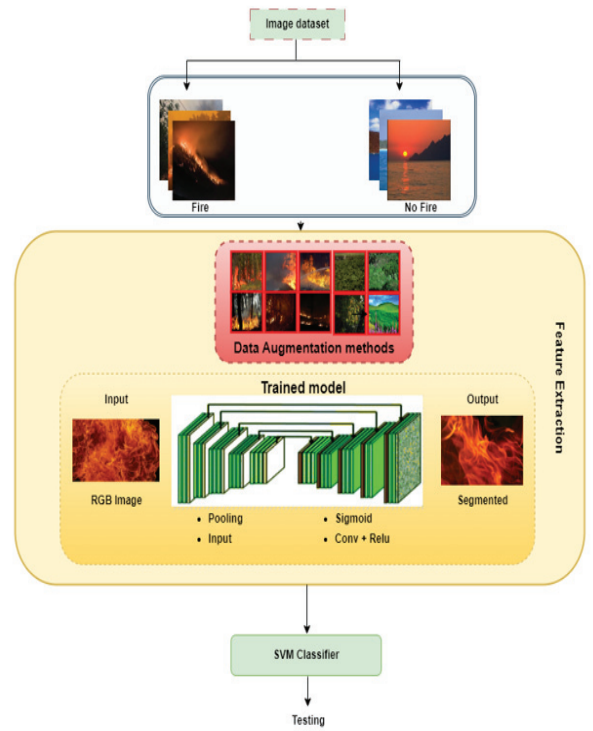 Image dataset
Fire
No Fire
Data Augmentation methods
Feature Extraction
Trained model
Input
Output
RGB Image
Segmented
• Pooling
• Sigmoid
• Input
• Conv + Relu
SVM Classifier
Testing